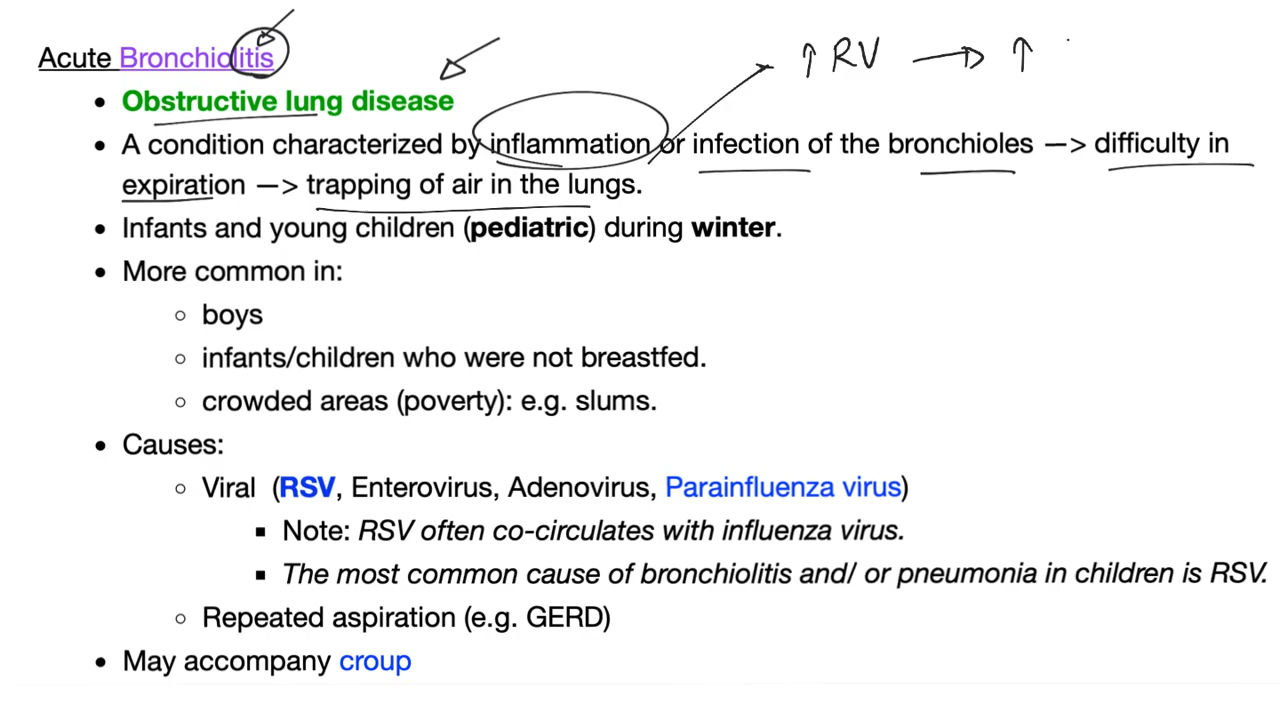 Acute Bronchiolitis
↑ RV → ↑
• Obstructive lung disease
• A condition characterized by inflammation or infection of the bronchioles —> difficulty in
expiration —> trapping of air in the lungs.
• Infants and young children (pediatric) during winter.
• More common in:
○ boys
○ infants/children who were not breastfed.
○ crowded areas (poverty): e.g. slums.
• Causes:
○ Viral (RSV, Enterovirus, Adenovirus, Parainfluenza virus)
▪ Note: RSV often co-circulates with influenza virus.
▪ The most common cause of bronchiolitis and/ or pneumonia in children is RSV.
○ Repeated aspiration (e.g. GERD)
• May accompany croup